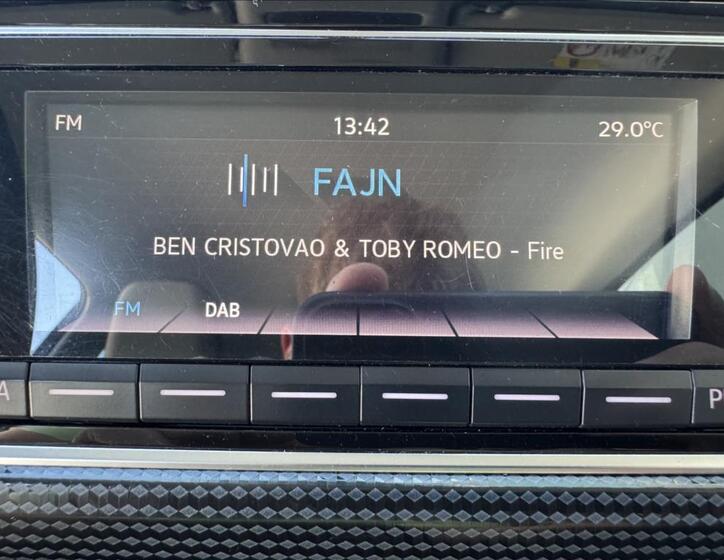 FM 13:42 29.0°C
FAJN
BEN CRISTOVAO & TOBY ROMEO - Fire
FM DAB
A P